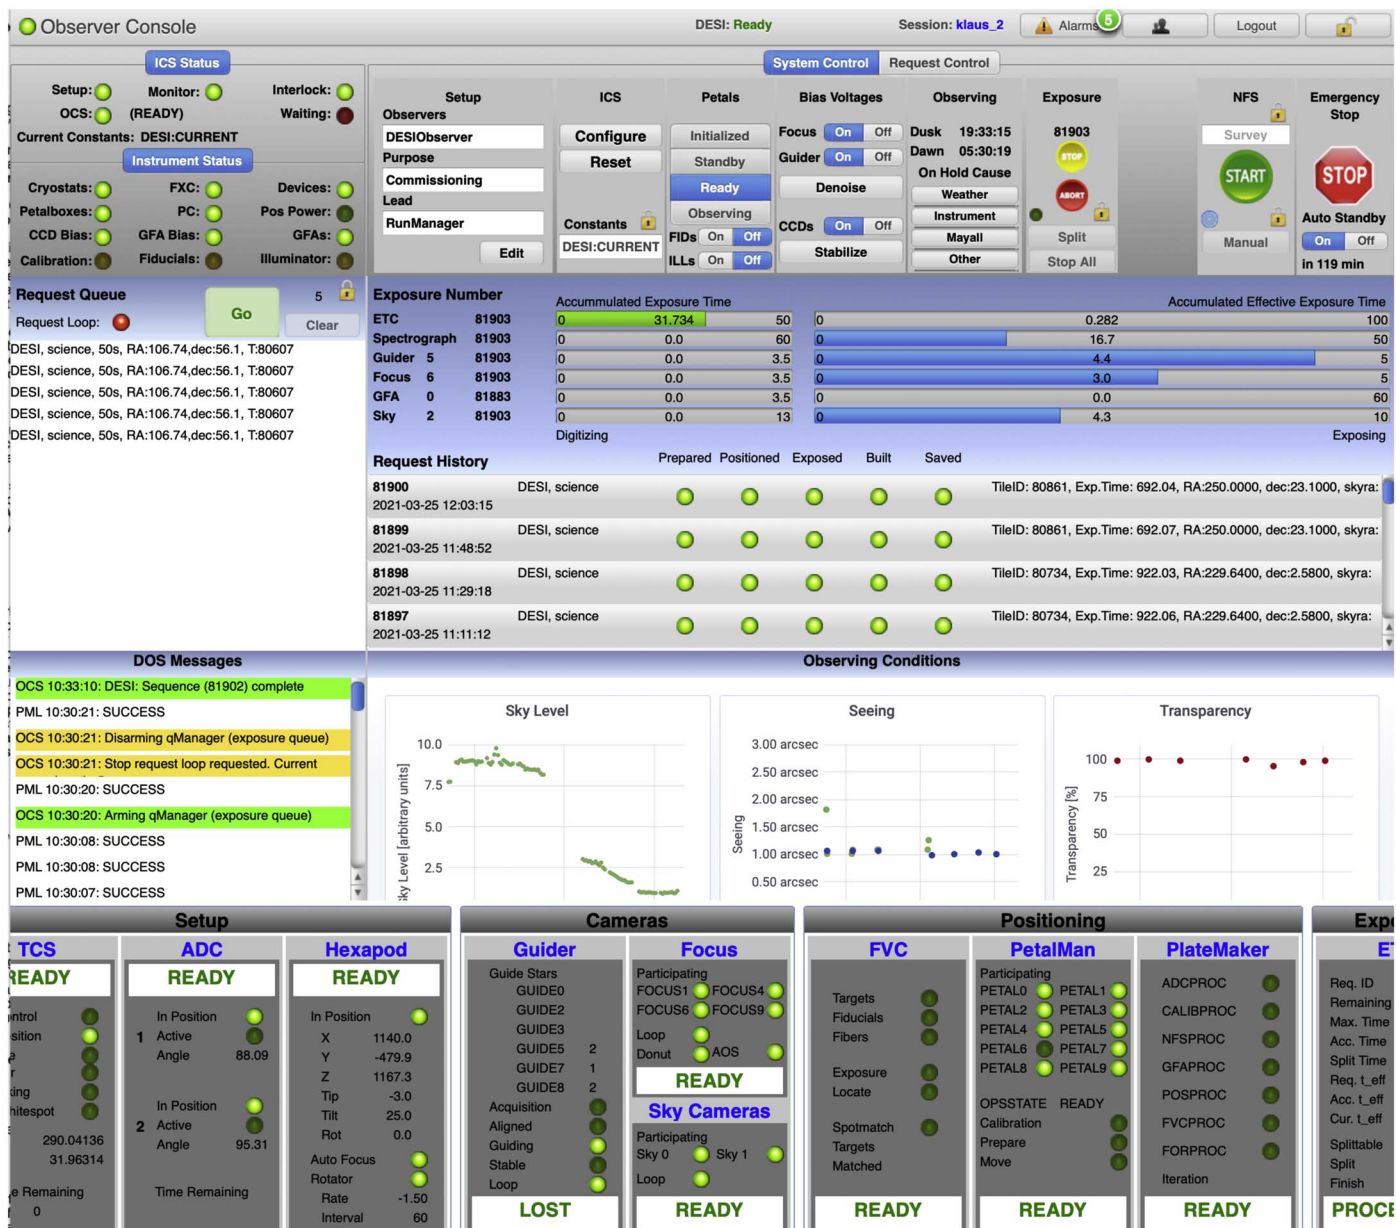 Observer Console
DESI: Ready
Session: klaus_2
Alarms
5
Logout
ICS Status
Setup:
Monitor:
Interlock:
OCS:
(READY)
Waiting:
Current Constants: DESI:CURRENT
Instrument Status
Cryostats:
FXC:
Devices:
Petalboxes:
PC:
Pos Power:
CCD Bias:
GFA Bias:
GFAs:
Calibration:
Fiducials:
Illuminator:
System Control
Request Control
Setup
Observers
DESIObserver
Purpose
Commissioning
Lead
RunManager
Edit
ICS
Configure
Reset
Constants
DESI:CURRENT
Petals
Initialized
Standby
Ready
Observing
FIDs On Off
ILLs On Off
Bias Voltages
Focus On Off
Guider On Off
Denoise
CCDs On Off
Stabilize
Observing
Dusk 19:33:15
Dawn 05:30:19
On Hold Cause
Weather
Instrument
Mayall
Other
Exposure
81903
STOP
ABORT
Split
Stop All
NFS
Survey
START
Manual
Emergency
Stop
STOP
Auto Standby
On Off
in 119 min
Request Queue
Go
5
Request Loop:
Clear
DESI, science, 50s, RA:106.74,dec:56.1, T:80607
DESI, science, 50s, RA:106.74,dec:56.1, T:80607
DESI, science, 50s, RA:106.74,dec:56.1, T:80607
DESI, science, 50s, RA:106.74,dec:56.1, T:80607
DESI, science, 50s, RA:106.74,dec:56.1, T:80607
Exposure Number
Accummulated Exposure Time
Accumulated Effective Exposure Time
ETC 81903 0 31.734 50 0 0.282 100
Spectrograph 81903 0 0.0 60 0 16.7 50
Guider 5 81903 0 0.0 3.5 0 4.4 5
Focus 6 81903 0 0.0 3.5 0 3.0 5
GFA 0 81883 0 0.0 3.5 0 0.0 60
Sky 2 81903 0 0.0 13 0 4.3 10
Digitizing
Exposing
Request History
Prepared Positioned Exposed Built Saved
81900 DESI, science TileID: 80861, Exp.Time: 692.04, RA:250.0000, dec:23.1000, skyra:
2021-03-25 12:03:15
81899 DESI, science TileID: 80861, Exp.Time: 692.07, RA:250.0000, dec:23.1000, skyra:
2021-03-25 11:48:52
81898 DESI, science TileID: 80734, Exp.Time: 922.03, RA:229.6400, dec:2.5800, skyra:
2021-03-25 11:29:18
81897 DESI, science TileID: 80734, Exp.Time: 922.06, RA:229.6400, dec:2.5800, skyra:
2021-03-25 11:11:12
DOS Messages
OCS 10:33:10: DESI: Sequence (81902) complete
PML 10:30:21: SUCCESS
OCS 10:30:21: Disarming qManager (exposure queue)
OCS 10:30:21: Stop request loop requested. Current
PML 10:30:20: SUCCESS
OCS 10:30:20: Arming qManager (exposure queue)
PML 10:30:08: SUCCESS
PML 10:30:08: SUCCESS
PML 10:30:07: SUCCESS
Observing Conditions
Sky Level
10.0
7.5
5.0
2.5
Sky Level [arbitrary units]
Seeing
3.00 arcsec
2.50 arcsec
2.00 arcsec
1.50 arcsec
1.00 arcsec
0.50 arcsec
Seeing
Transparency
100
75
50
25
Transparency [%]
Setup
TCS
READY
ntrol
sition
e
r
king
hitespot
290.04136
31.96314
e Remaining
0
ADC
READY
In Position
1 Active
Angle 88.09
In Position
2 Active
Angle 95.31
Time Remaining
Hexapod
READY
In Position
X 1140.0
Y -479.9
Z 1167.3
Tip -3.0
Tilt 25.0
Rot 0.0
Auto Focus
Rotator
Rate -1.50
Interval 60
Cameras
Guider
Guide Stars
GUIDE0
GUIDE2
GUIDE3
GUIDE5 2
GUIDE7 1
GUIDE8 2
Acquisition
Aligned
Guiding
Stable
Loop
LOST
Focus
Participating
FOCUS1 FOCUS4
FOCUS6 FOCUS9
Loop
Donut AOS
READY
Sky Cameras
Participating
Sky 0 Sky 1
Loop
READY
Positioning
FVC
Targets
Fiducials
Fibers
Exposure
Locate
Spotmatch
Targets
Matched
READY
PetalMan
Participating
PETAL0 PETAL1
PETAL2 PETAL3
PETAL4 PETAL5
PETAL6 PETAL7
PETAL8 PETAL9
OPSSTATE READY
Calibration
Prepare
Move
READY
PlateMaker
ADCPROC
CALIBPROC
NFSPROC
GFAPROC
POSPROC
FVCPROC
FORPROC
Iteration
READY
Expo
E
Req. ID
Remaining
Max. Time
Acc. Time
Split Time
Req. t_eff
Acc. t_eff
Cur. t_eff
Splittable
Split
Finish
PROCE